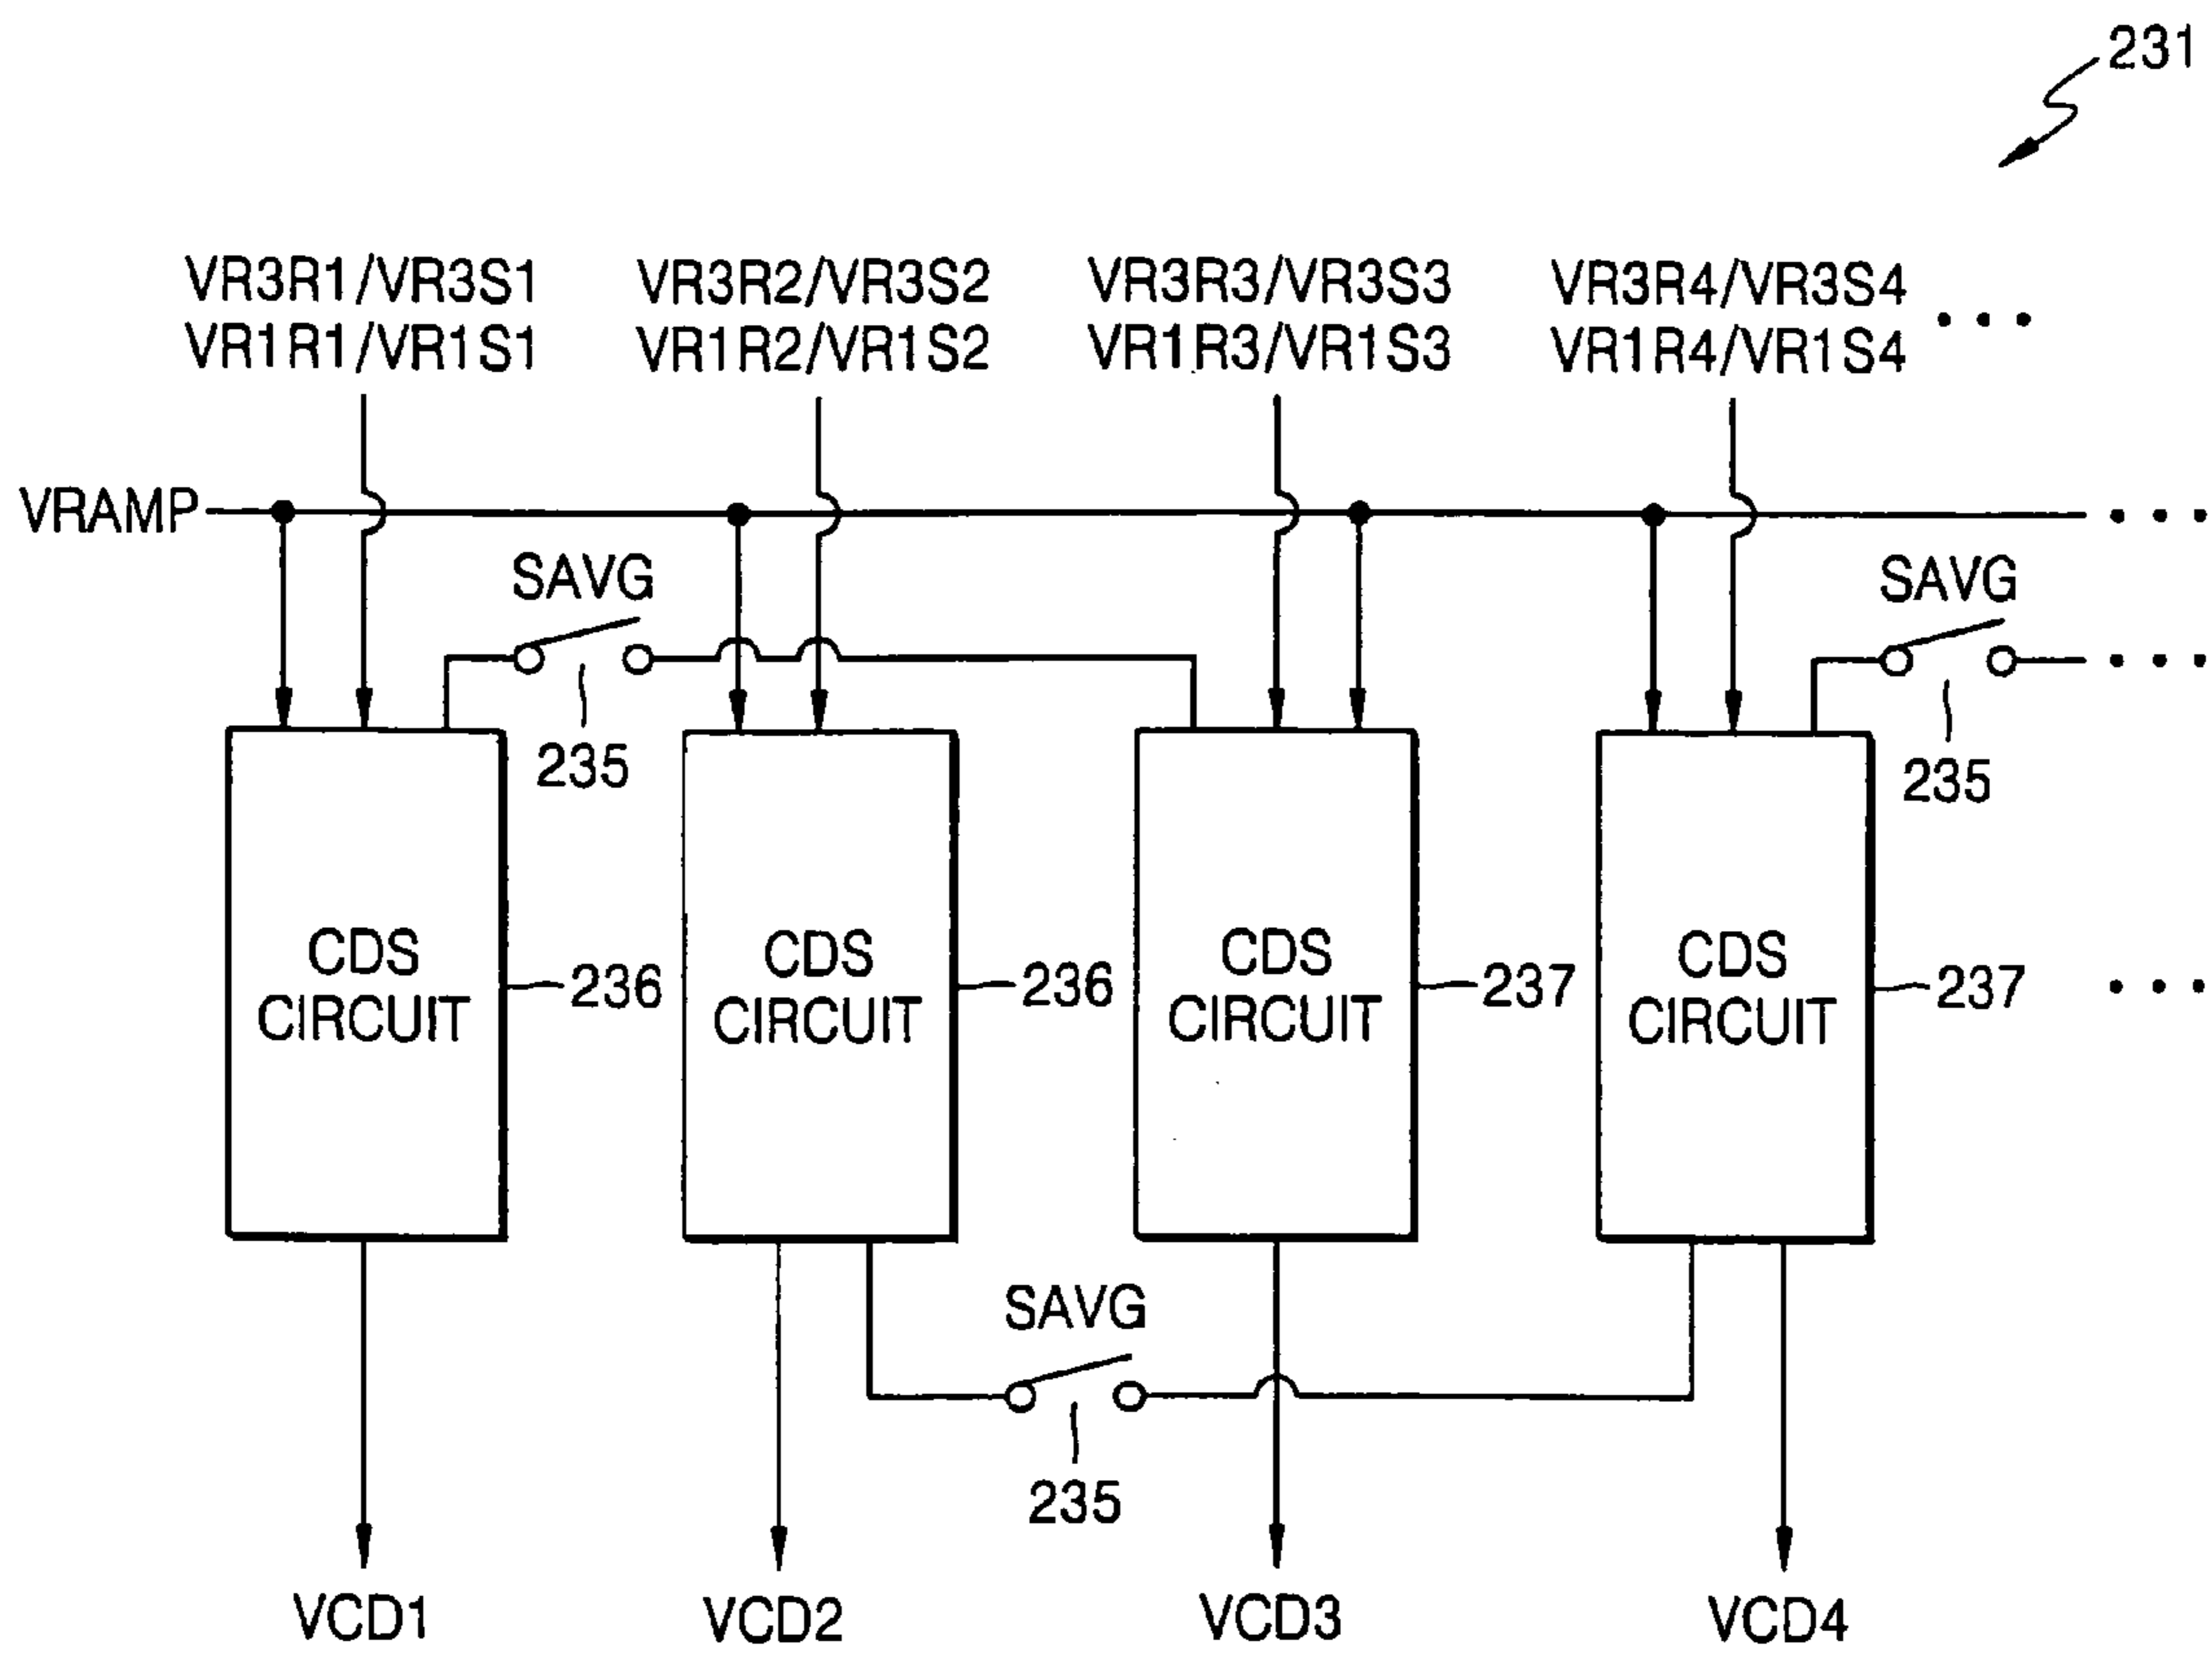 231
VR3R1/VR3S1
VR1R1/VR1S1
VR3R2/VR3S2
VR1R2/VR1S2
VR3R3/VR3S3
VR1R3/VR1S3
VR3R4/VR3S4
VR1R4/VR1S4
• • •
VRAMP
• • •
SAVG
SAVG
• • •
235
235
CDS
CIRCUIT
236
CDS
CIRCUIT
236
CDS
CIRCUIT
237
CDS
CIRCUIT
237
• • •
SAVG
235
VCD1
VCD2
VCD3
VCD4